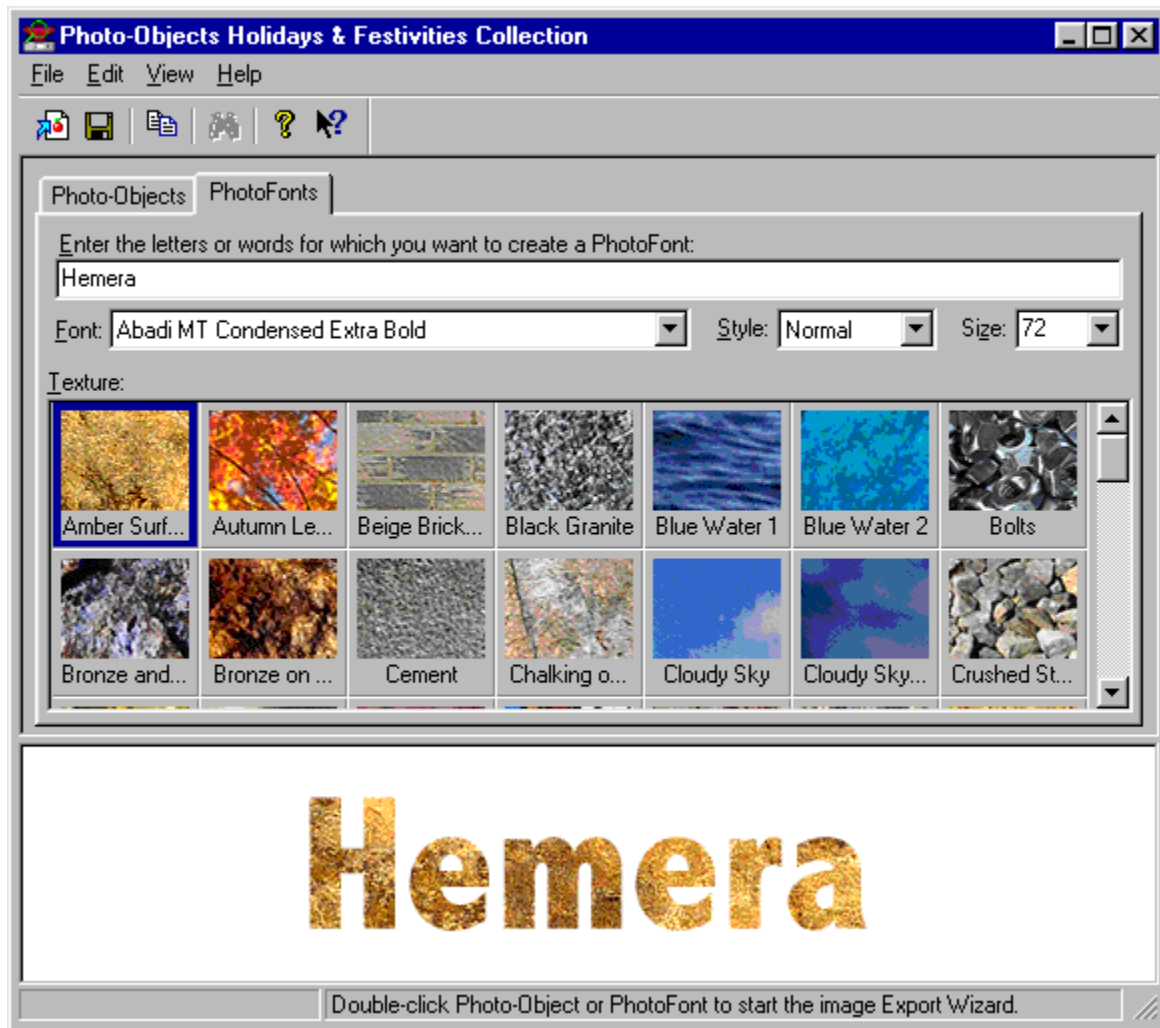 Photo-Objects Holidays & Festivities Collection
File Edit View Help
Photo-Objects PhotoFonts
Enter the letters or words for which you want to create a PhotoFont:
Hemera
Font: Abadi MT Condensed Extra Bold Style: Normal Size: 72
Texture:
Amber Surf... Autumn Le... Beige Brick... Black Granite Blue Water 1 Blue Water 2 Bolts
Bronze and... Bronze on ... Cement Chalking o... Cloudy Sky Cloudy Sky... Crushed St...
Hemera
Double-click Photo-Object or PhotoFont to start the image Export Wizard.